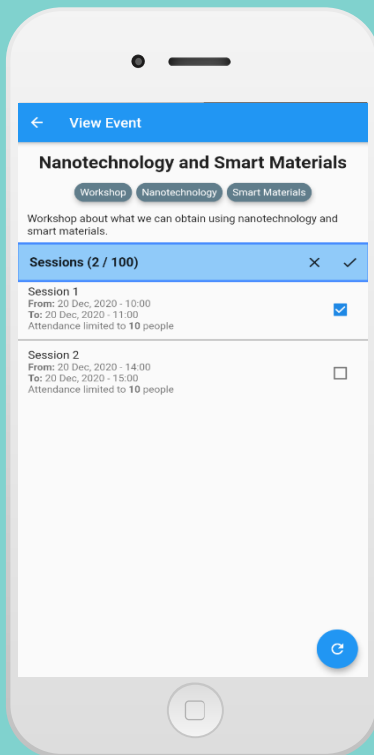 View Event
Nanotechnology and Smart Materials
Workshop Nanotechnology Smart Materials
Workshop about what we can obtain using nanotechnology and
smart materials.
Sessions (2 / 100)
Session 1
From: 20 Dec, 2020 - 10:00
To: 20 Dec, 2020 - 11:00
Attendance limited to 10 people
Session 2
From: 20 Dec, 2020 - 14:00
To: 20 Dec, 2020 - 15:00
Attendance limited to 10 people